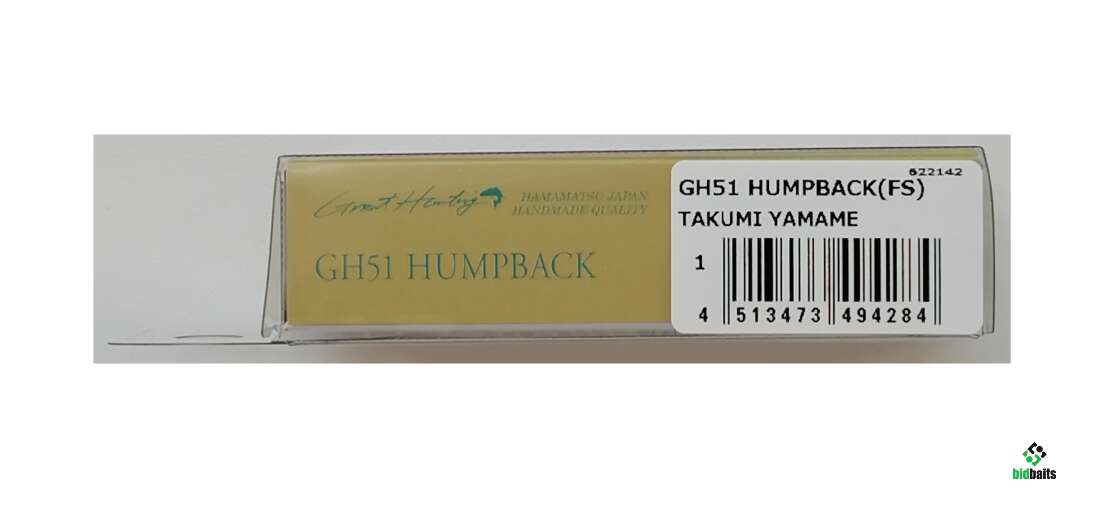 Great Hunting
HAMAMATSU JAPAN
HANDMADE QUALITY
GH51 HUMPBACK
622142
GH51 HUMPBACK(FS)
TAKUMI YAMAME
1
4 513473 494284
bidbaits